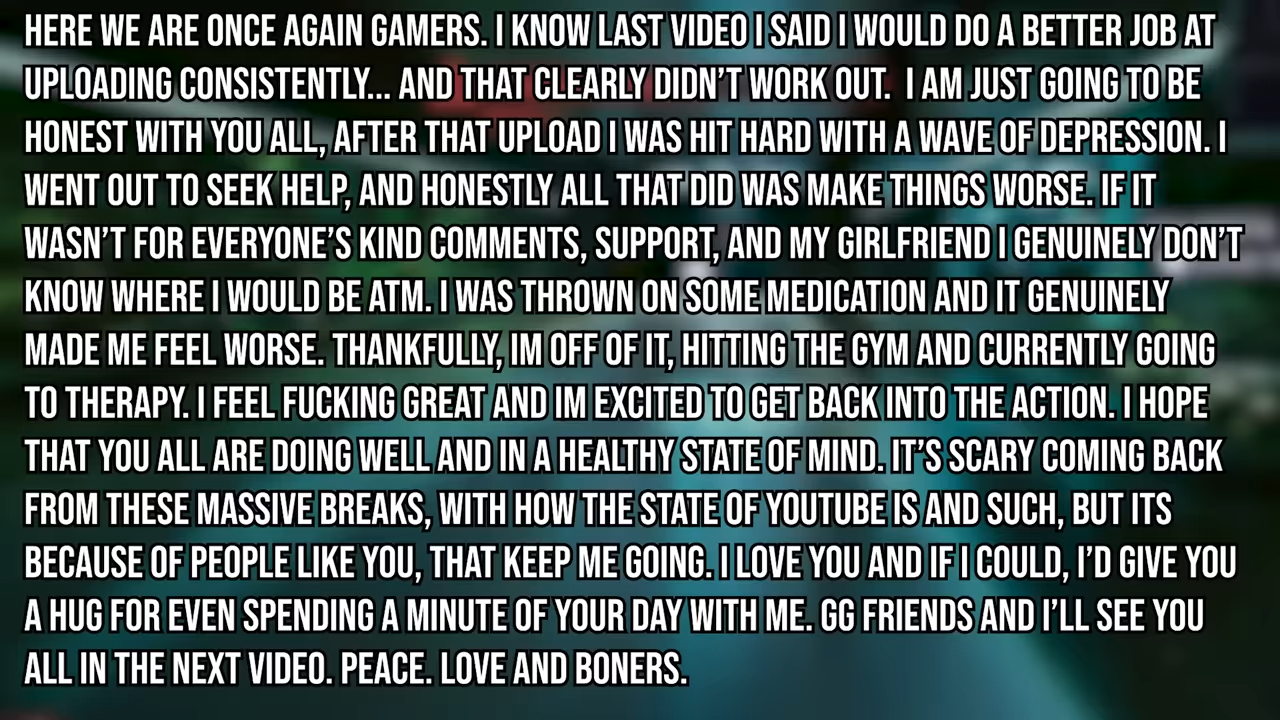 HERE WE ARE ONCE AGAIN GAMERS. I KNOW LAST VIDEO I SAID I WOULD DO A BETTER JOB AT
UPLOADING CONSISTENTLY... AND THAT CLEARLY DIDN'T WORK OUT.  I AM JUST GOING TO BE
HONEST WITH YOU ALL, AFTER THAT UPLOAD I WAS HIT HARD WITH A WAVE OF DEPRESSION. I
WENT OUT TO SEEK HELP, AND HONESTLY ALL THAT DID WAS MAKE THINGS WORSE. IF IT
WASN'T FOR EVERYONE'S KIND COMMENTS, SUPPORT, AND MY GIRLFRIEND I GENUINELY DON'T
KNOW WHERE I WOULD BE ATM. I WAS THROWN ON SOME MEDICATION AND IT GENUINELY
MADE ME FEEL WORSE. THANKFULLY, IM OFF OF IT, HITTING THE GYM AND CURRENTLY GOING
TO THERAPY. I FEEL FUCKING GREAT AND IM EXCITED TO GET BACK INTO THE ACTION. I HOPE
THAT YOU ALL ARE DOING WELL AND IN A HEALTHY STATE OF MIND. IT'S SCARY COMING BACK
FROM THESE MASSIVE BREAKS, WITH HOW THE STATE OF YOUTUBE IS AND SUCH, BUT ITS
BECAUSE OF PEOPLE LIKE YOU, THAT KEEP ME GOING. I LOVE YOU AND IF I COULD, I'D GIVE YOU
A HUG FOR EVEN SPENDING A MINUTE OF YOUR DAY WITH ME. GG FRIENDS AND I'LL SEE YOU
ALL IN THE NEXT VIDEO. PEACE. LOVE AND BONERS.